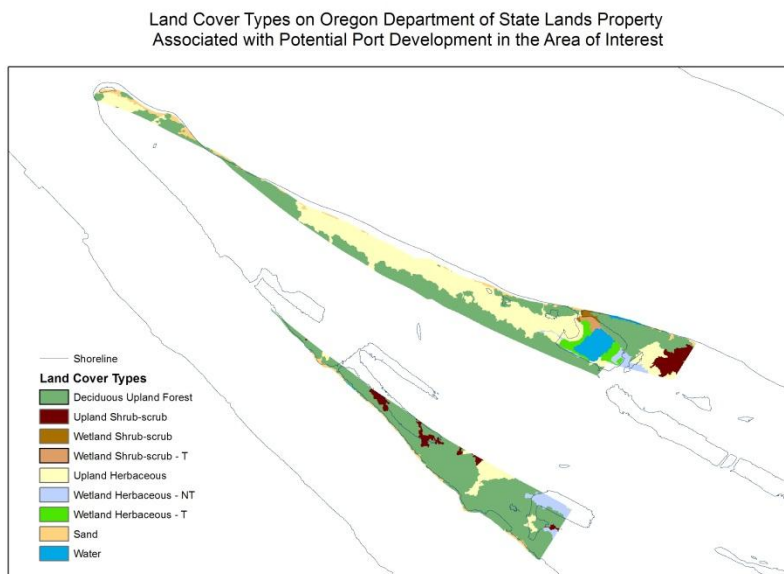 Land Cover Types on Oregon Department of State Lands Property
Associated with Potential Port Development in the Area of Interest
Shoreline
Land Cover Types
Deciduous Upland Forest
Upland Shrub-scrub
Wetland Shrub-scrub
Wetland Shrub-scrub - T
Upland Herbaceous
Wetland Herbaceous - NT
Wetland Herbaceous - T
Sand
Water